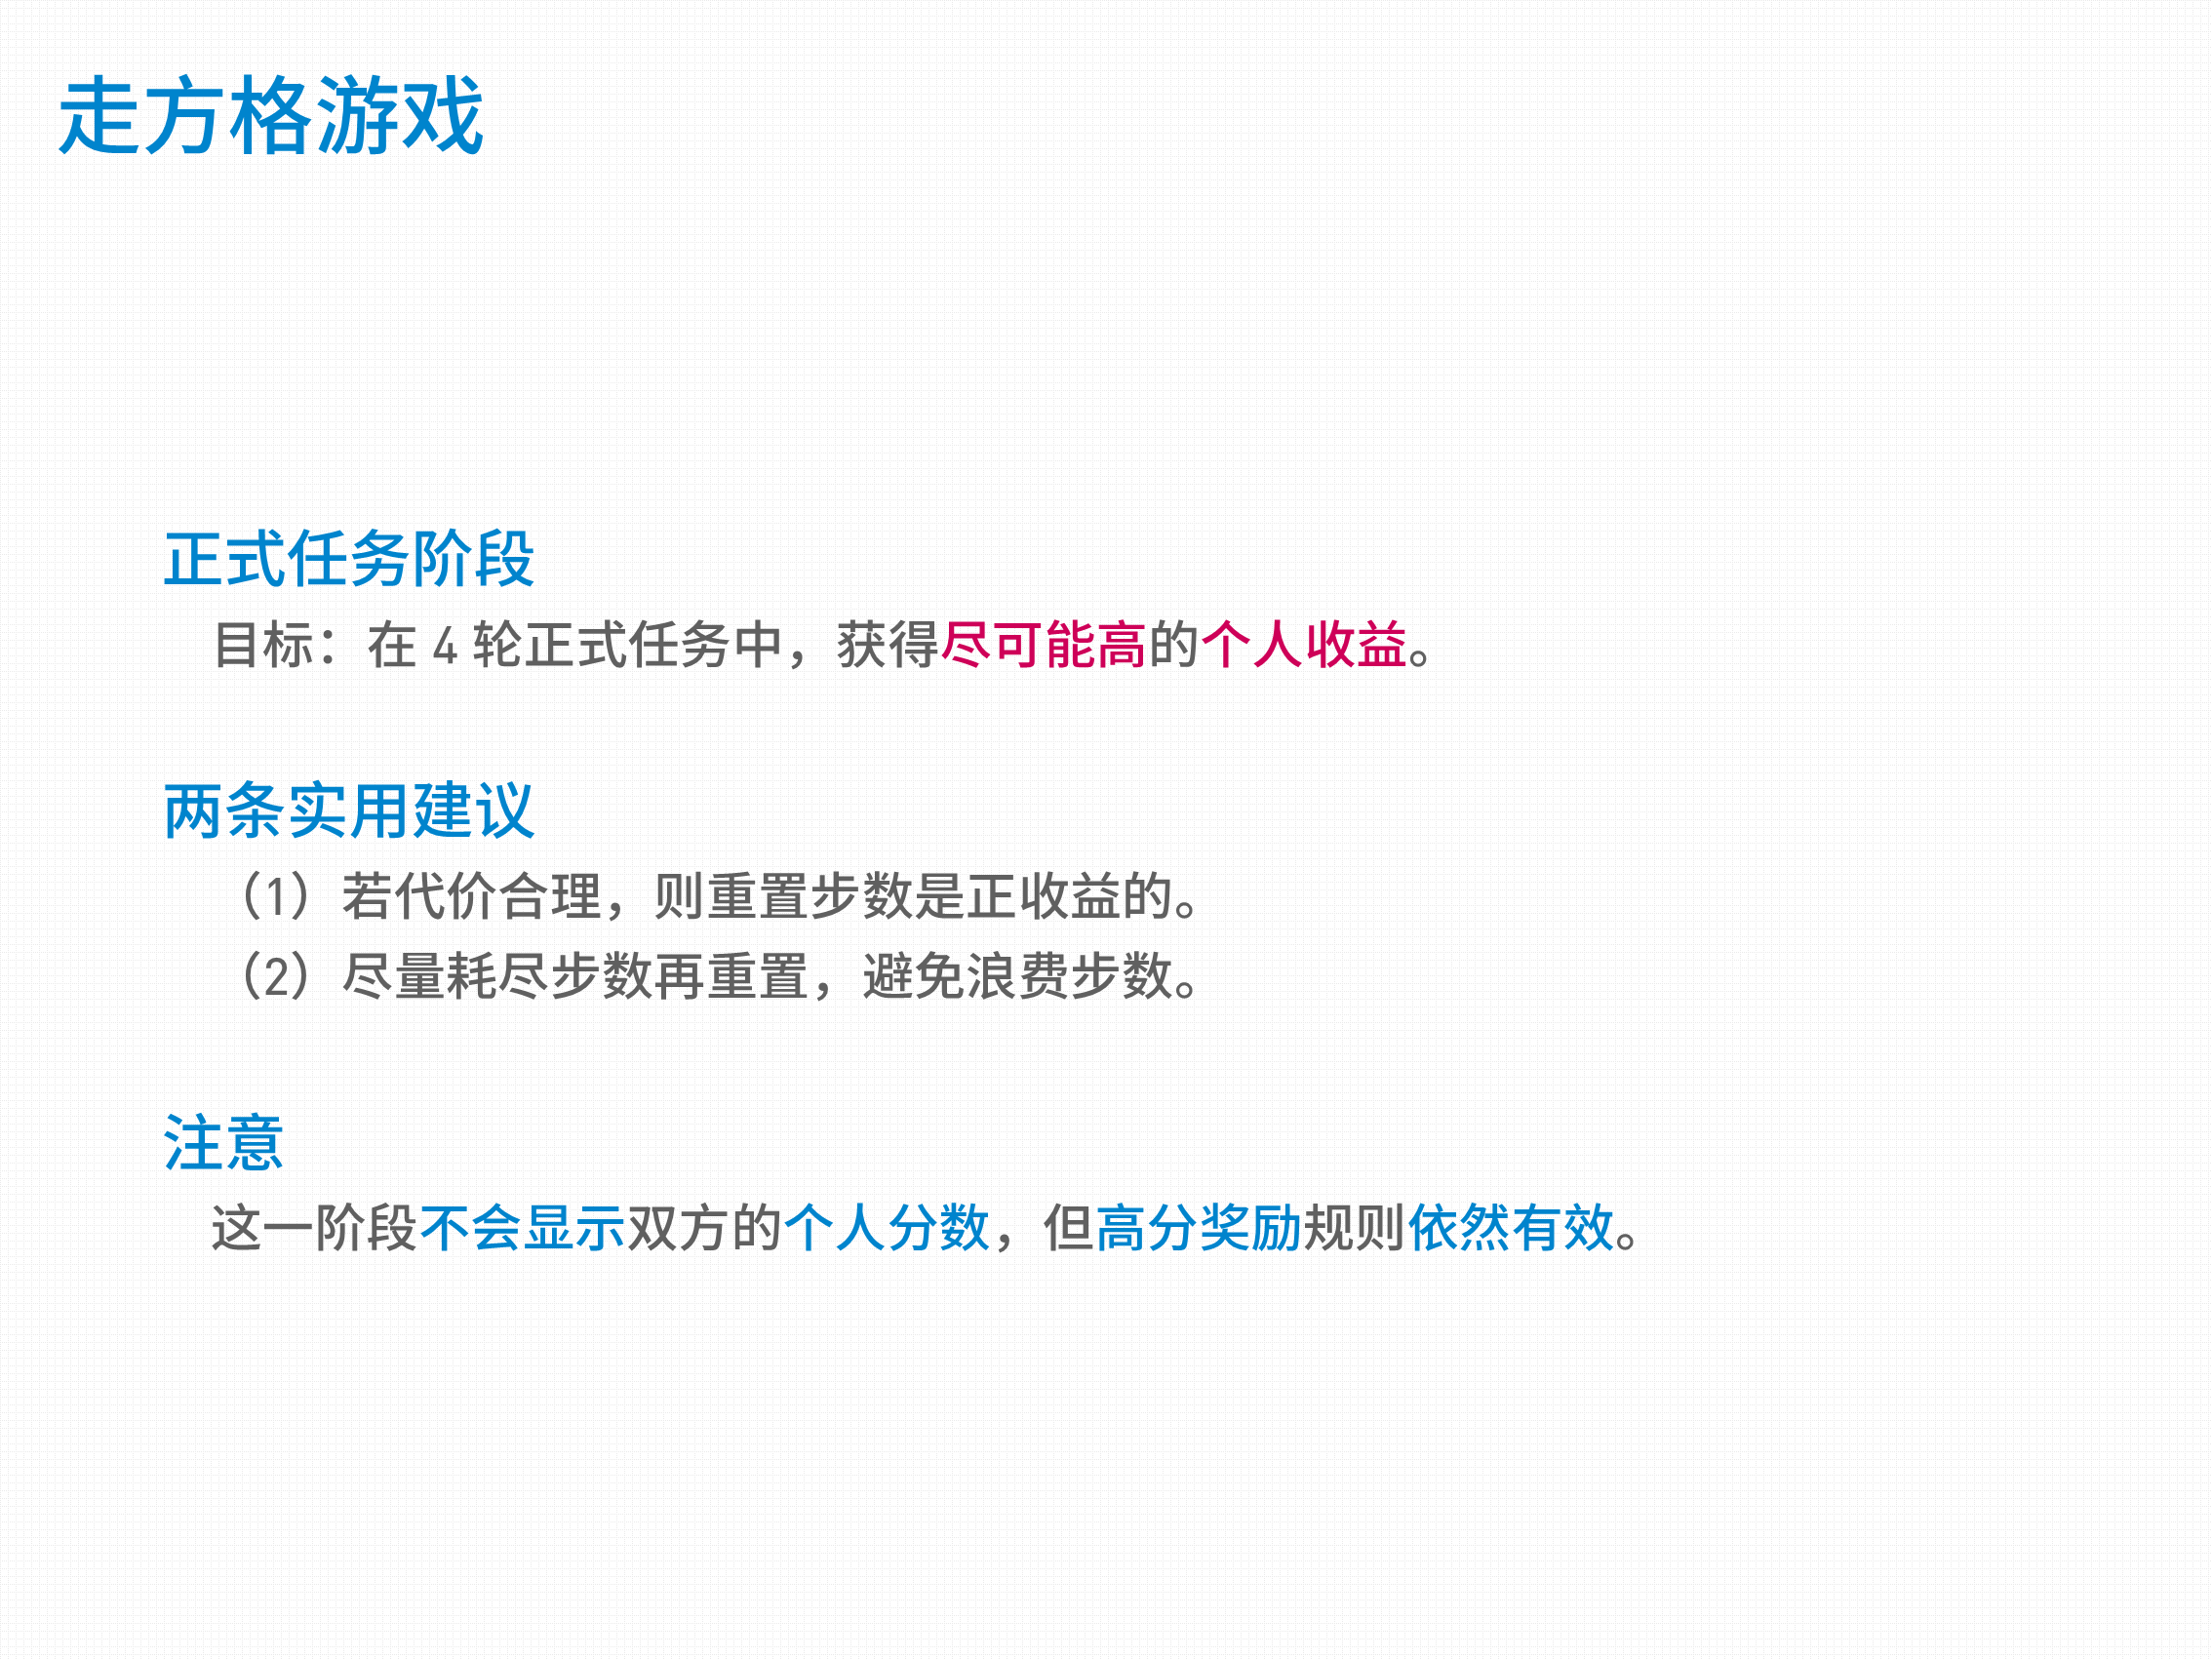 走方格游戏
正式任务阶段
目标：在 4 轮正式任务中，获得尽可能高的个人收益。
两条实用建议
（1）若代价合理，则重置步数是正收益的。
（2）尽量耗尽步数再重置，避免浪费步数。
注意
这一阶段不会显示双方的个人分数，但高分奖励规则依然有效。